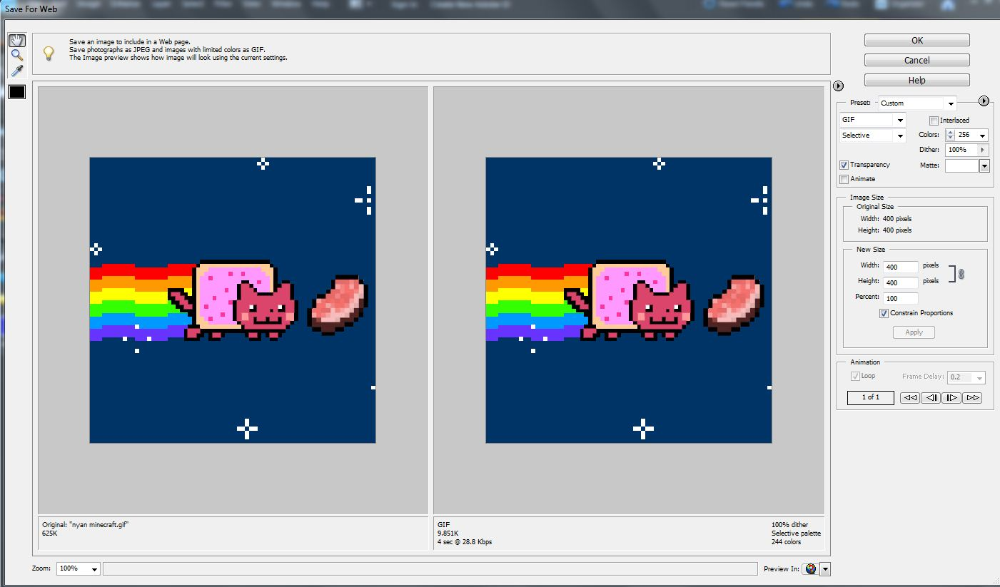 Save For Web
Save an image to include in a Web page.
Save photographs as JPEG and images with limited colors as GIF.
The Image preview shows how image will look using the current settings.
OK
Cancel
Help
Preset: Custom
GIF
Interlaced
Selective
Colors: 256
Dither: 100%
Transparency
Matte:
Animate
Image Size
Original Size
Width: 400 pixels
Height: 400 pixels
New Size
Width: 400 pixels
Height: 400 pixels
Percent: 100
Constrain Proportions
Apply
Animation
Loop
Frame Delay: 0.2
1 of 1
Original: "nyan minecraft.gif"
625K
GIF
9.851K
4 sec @ 28.8 Kbps
100% dither
Selective palette
244 colors
Zoom: 100%
Preview In: